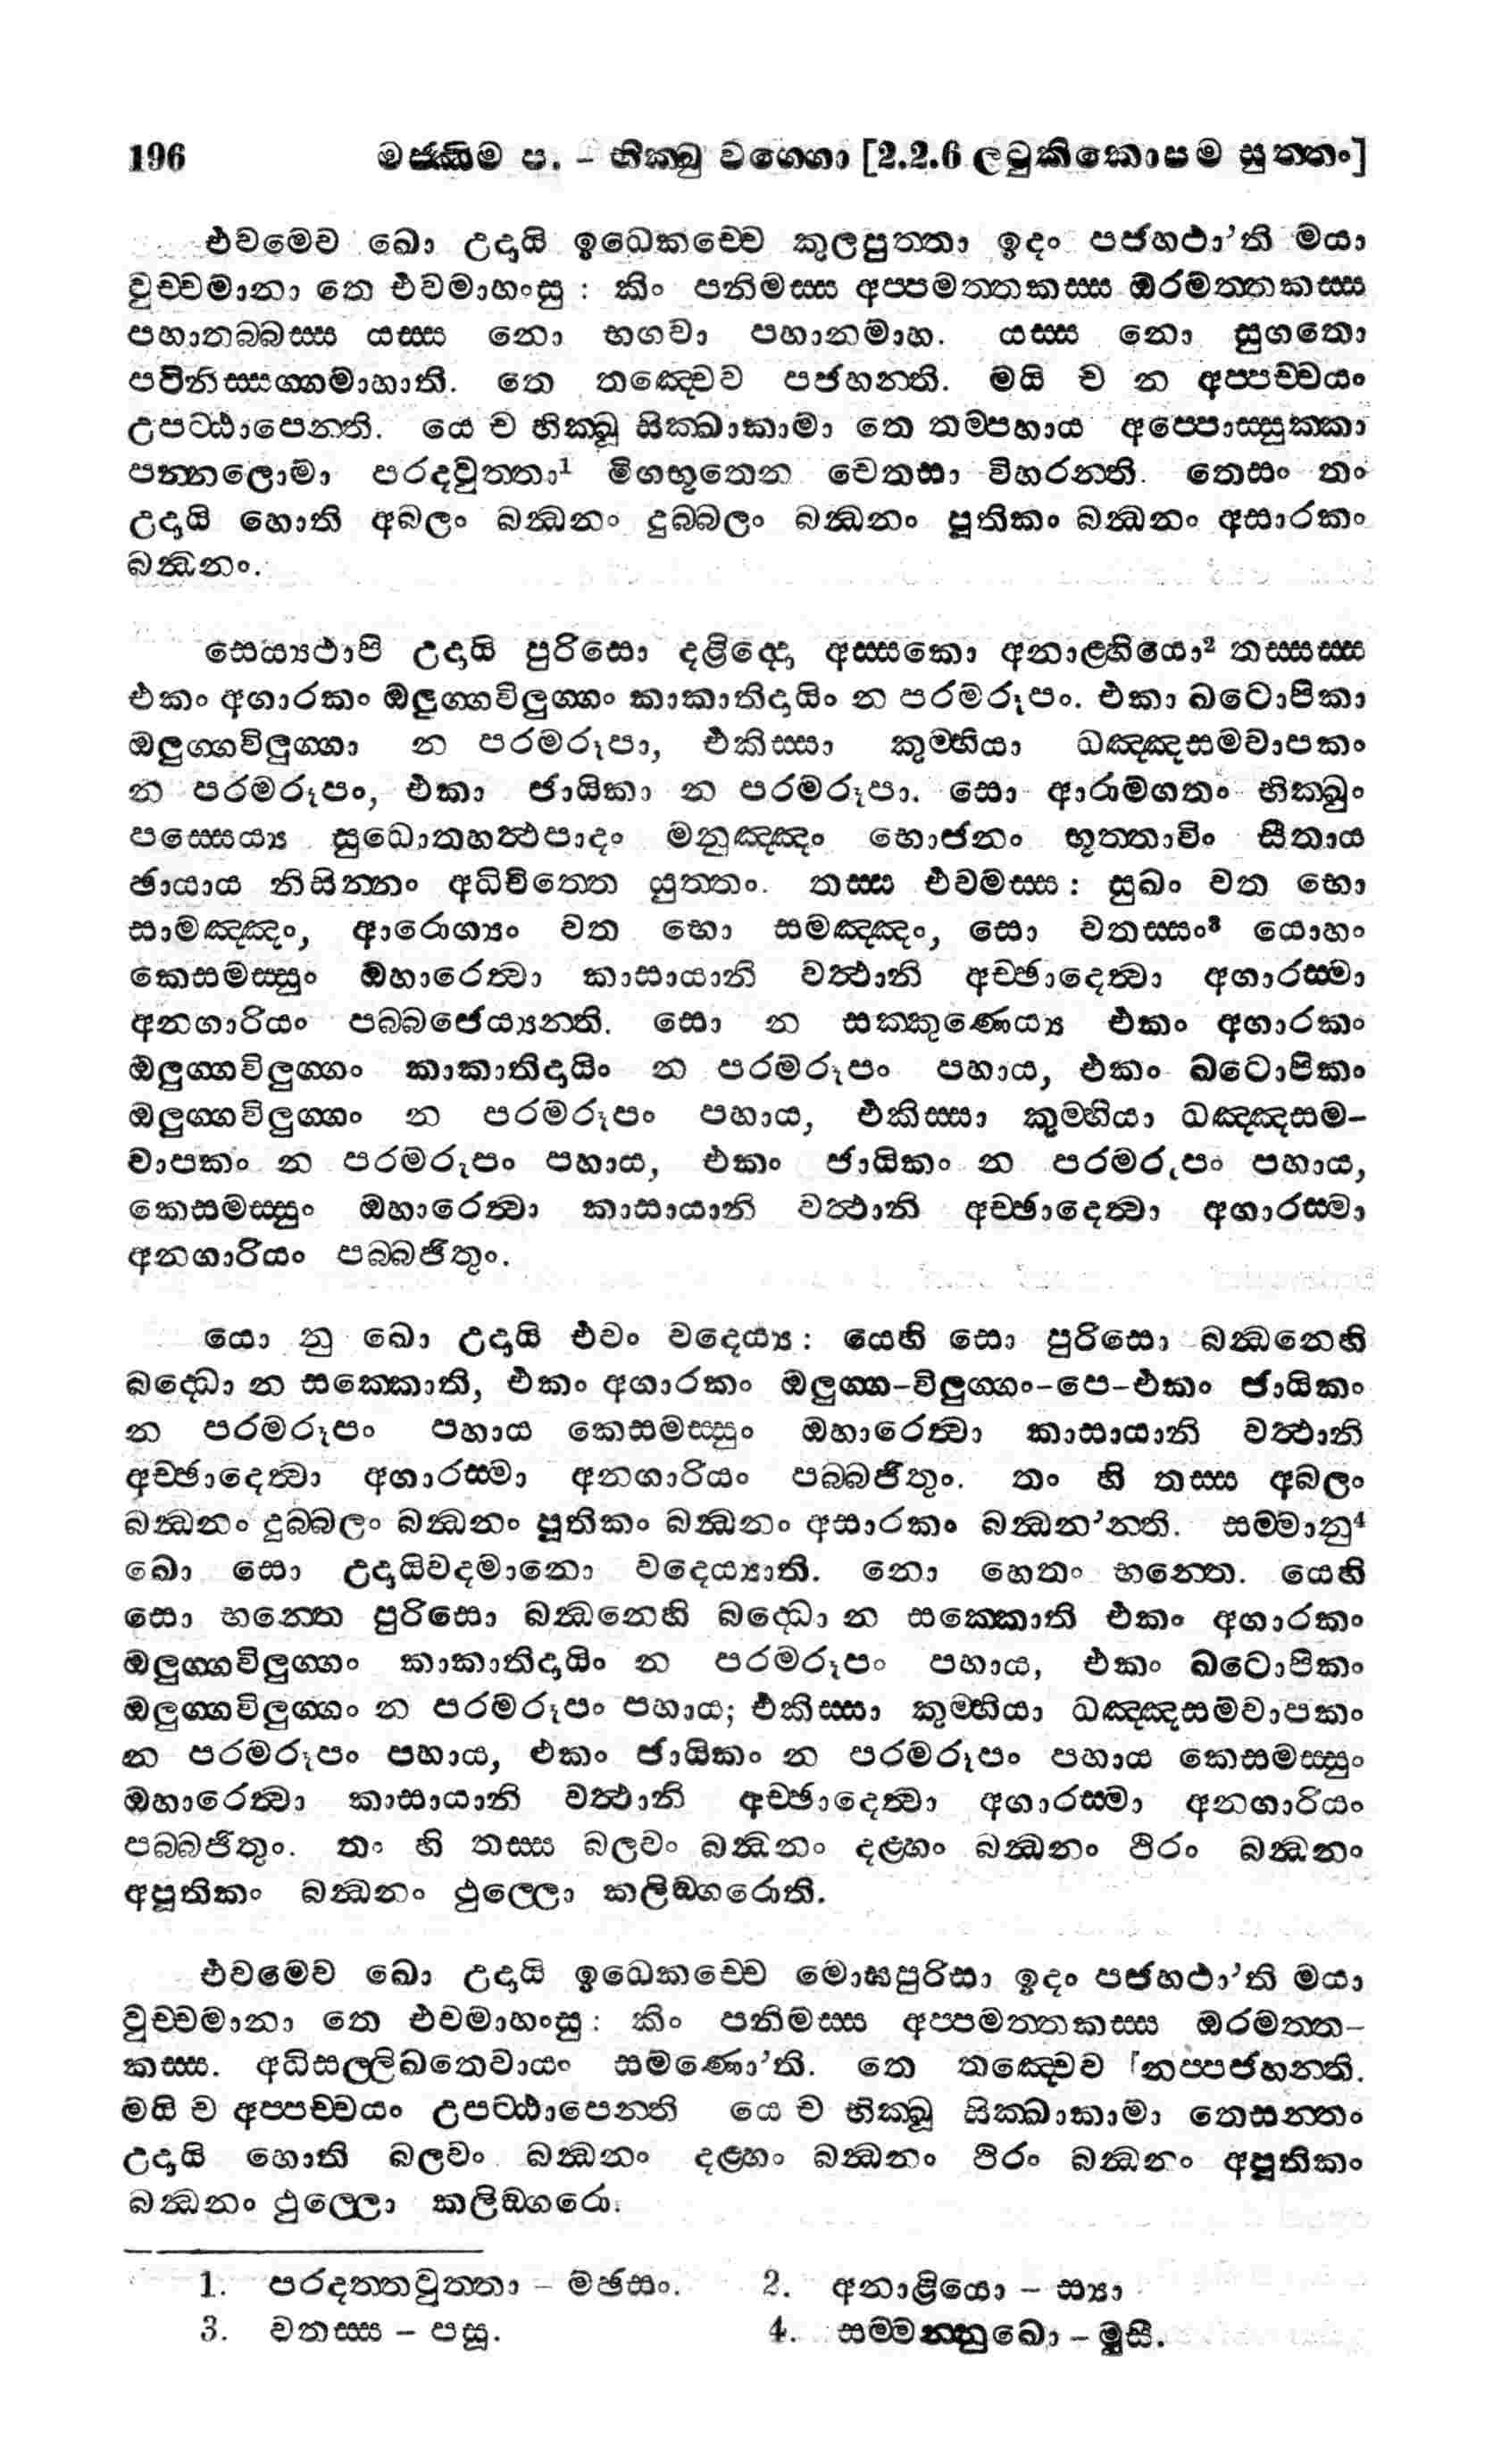 196 මජ්ඣිම ප. – භික්ඛු වග්ගො [2.2.6 ලටුකිකොපම සුත්තං]
එවමෙව ඛො උදායි ඉධෙකච්චෙ කුලපුත්තා ඉදං පජහථා'ති මයා
වුච්චමානා තෙ එවමාහංසු : කිං පනිමස්ස අප්පමත්තකස්ස ඔරමත්තකස්ස
පහාතබ්බස්ස යස්ස නො භගවා පහානමාහ. යස්ස නො සුගතො
පටිනිස්සග්ගමාහාති. තෙ තඤ්චෙව පජහන්ති. මයි ච න අප්පච්චයං
උපට්ඨාපෙන්ති. යෙ ච භික්ඛූ සික්ඛාකාමා තෙ තම්පහාය අප්පොස්සුක්කා
පන්නලොමා පරදවුත්තා¹ මිගභූතෙන චෙතසා විහරන්ති. තෙසං තං
උදායි හොති අබලං බන්ධනං දුබ්බලං බන්ධනං පූතිකං බන්ධනං අසාරකං
බන්ධනං.
සෙය්‍යථාපි උදායි පුරිසො දළිද්දො අස්සකො අනාළ්හියො² තස්සස්ස
එකං අගාරකං ඔලුග්ගවිලුග්ගං කාකාතිදායිං න පරමරූපං. එකා ඛටොපිකා
ඔලුග්ගවිලුග්ගා න පරමරූපා, එකිස්සා කුම්භියා ධඤ්ඤසමවාපකං
න පරමරූපං, එකා ජායිකා න පරමරූපා. සො ආරාමගතං භික්ඛුං
පස්සෙය්‍ය සුධොතහත්ථපාදං මනුඤ්ඤං භොජනං භූත්තාවිං සීතාය
ඡායාය නිසින්නං අධිචිත්තෙ යුත්තං. තස්ස එවමස්ස : සුඛං වත භො
සාමඤ්ඤං, ආරොග්‍යං වත භො සමඤ්ඤං, සො වතස්සං³ යොහං
කෙසමස්සුං ඔහාරෙත්වා කාසායානි වත්ථානි අච්ඡාදෙත්වා අගාරස්මා
අනගාරියං පබ්බජෙය්‍යන්ති. සො න සක්කුණෙය්‍ය එකං අගාරකං
ඔලුග්ගවිලුග්ගං කාකාතිදායිං න පරමරූපං පහාය, එකං ඛටොපිකං
ඔලුග්ගවිලුග්ගං න පරමරූපං පහාය, එකිස්සා කුම්භියා ධඤ්ඤසම-
වාපකං න පරමරූපං පහාය, එකං ජායිකං න පරමරූපං පහාය,
කෙසමස්සුං ඔහාරෙත්වා කාසායානි වත්ථානි අච්ඡාදෙත්වා අගාරස්මා
අනගාරියං පබ්බජිතුං.
යො නු ඛො උදායි එවං වදෙය්‍ය : යෙහි සො පුරිසො බන්ධනෙහි
බද්ධො න සක්කොති, එකං අගාරකං ඔලුග්ග-විලුග්ගං-පෙ-එකං ජායිකං
න පරමරූපං පහාය කෙසමස්සුං ඔහාරෙත්වා කාසායානි වත්ථානි
අච්ඡාදෙත්වා අගාරස්මා අනගාරියං පබ්බජිතුං. තං හි තස්ස අබලං
බන්ධනං දුබ්බලං බන්ධනං පූතිකං බන්ධනං අසාරකං බන්ධන'න්ති. සම්මානු⁴
ඛො සො උදායිවදමානො වදෙය්‍යාති. නො හෙතං භන්තෙ. යෙහි
සො භන්තෙ පුරිසො බන්ධනෙහි බද්ධො න සක්කොති එකං අගාරකං
ඔලුග්ගවිලුග්ගං කාකාතිදායිං න පරමරූපං පහාය, එකං ඛටොපිකං
ඔලුග්ගවිලුග්ගං න පරමරූපං පහාය; එකිස්සා කුම්භියා ධඤ්ඤසමවාපකං
න පරමරූපං පහාය, එකං ජායිකං න පරමරූපං පහාය කෙසමස්සුං
ඔහාරෙත්වා කාසායානි වත්ථානි අච්ඡාදෙත්වා අගාරස්මා අනගාරියං
පබ්බජිතුං. තං හි තස්ස බලවං බන්ධනං දළ්හං බන්ධනං ථිරං බන්ධනං
අපූතිකං බන්ධනං ථුල්ලො කලිඞ්ගරොති.
එවමෙව ඛො උදායි ඉධෙකච්චෙ මොඝපුරිසා ඉදං පජහථා'ති මයා
වුච්චමානා තෙ එවමාහංසු : කිං පනිමස්ස අප්පමත්තකස්ස ඔරමත්ත-
කස්ස. අධිසල්ලිඛතෙවායං සමණො'ති. තෙ තඤ්චෙව නප්පජහන්ති.
මයි ච අප්පච්චයං උපට්ඨාපෙන්ති යෙ ච භික්ඛූ සික්ඛාකාමා තෙසන්තං
උදායි හොති බලවං බන්ධනං දළ්හං බන්ධනං ථිරං බන්ධනං අපූතිකං
බන්ධනං ථුල්ලො කලිඞ්ගරො.
1. පරදත්තවුත්තා – මඡසං. 2. අනාළියො – ස්‍යා
3. වතස්ස – පසූ. 4. සම්මන්නුඛො – මුසි.